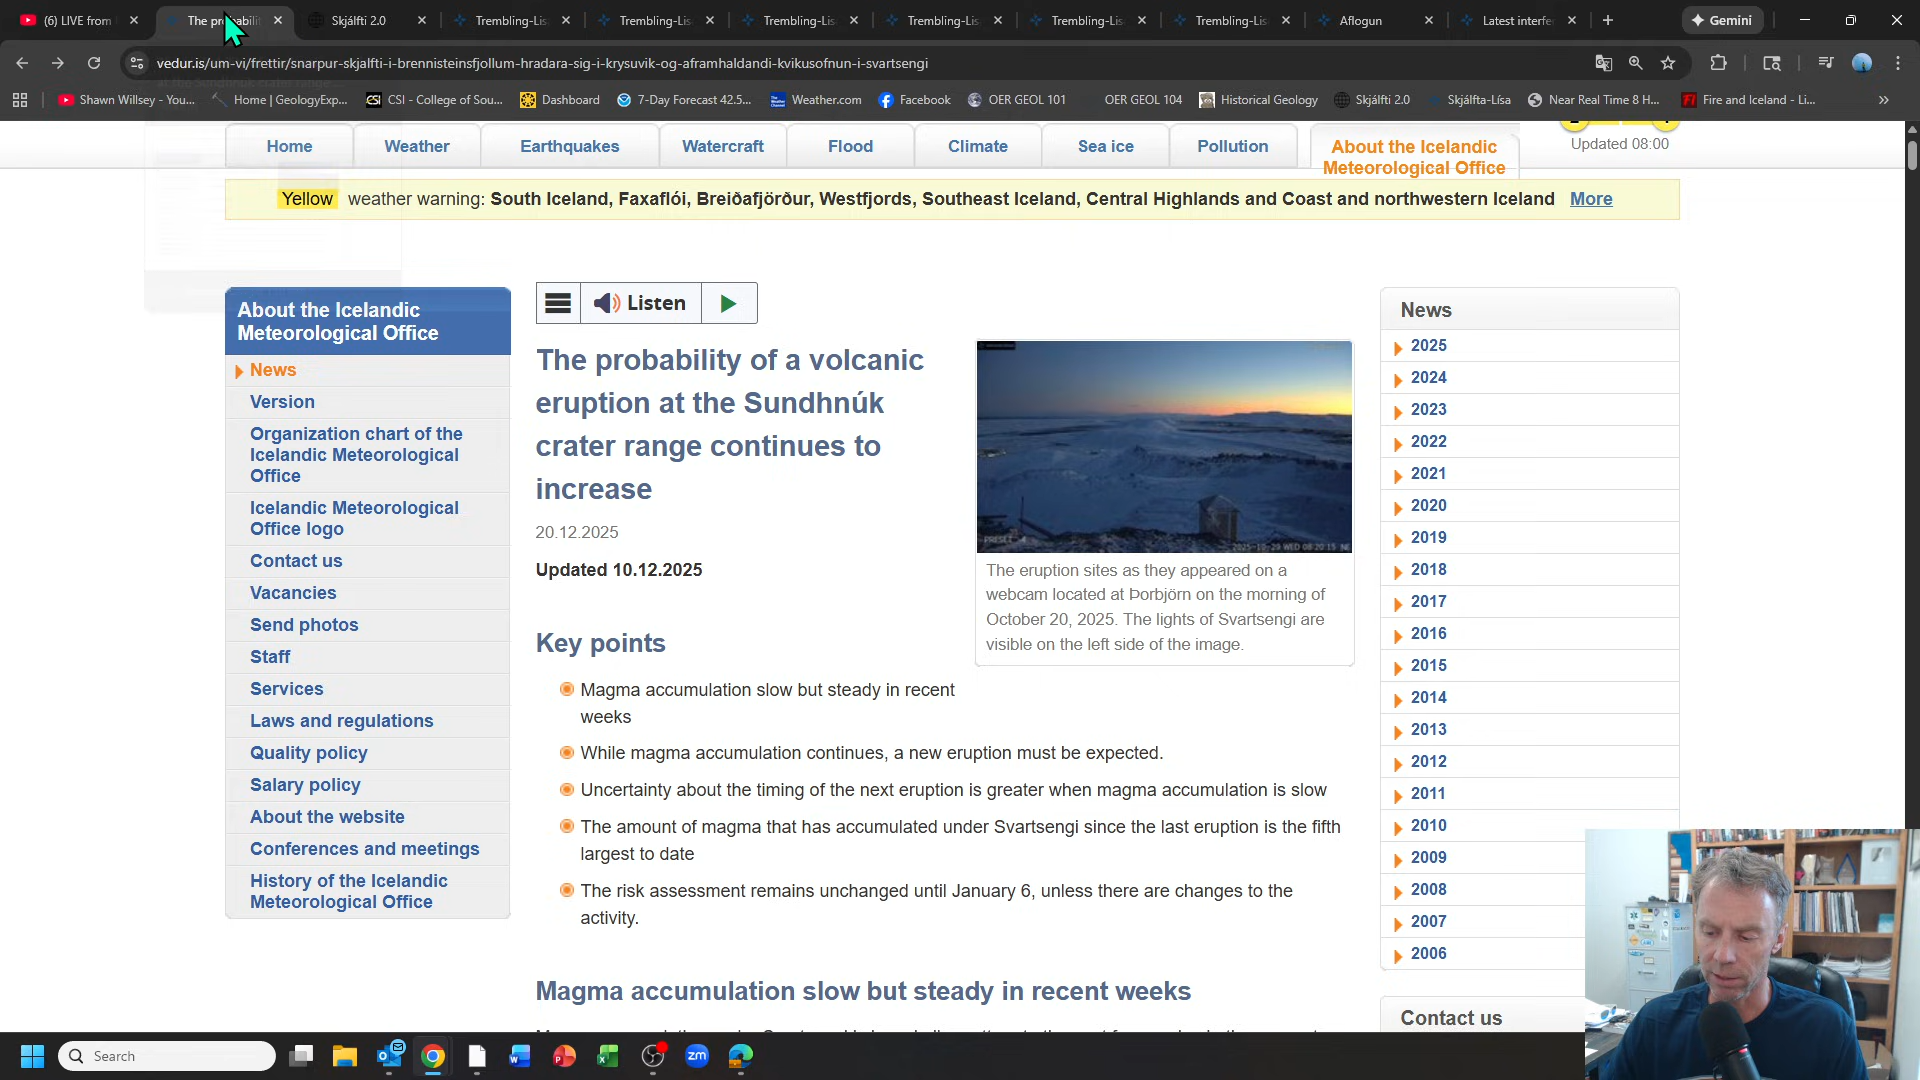 (6) LIVE from
The probabilit
Skjálfti 2.0
Trembling-Lís
Trembling-Lís
Trembling-Lís
Trembling-Lís
Trembling-Lís
Trembling-Lís
Aflogun
Latest interfe
Gemini
vedur.is/um-vi/frettir/snarpur-skjalfti-i-brennisteinsfjollum-hradara-sig-i-krysuvik-og-aframhaldandi-kvikusofnun-i-svartsengi
Shawn Willsey - You...
Home | GeologyExp...
CSI - College of Sou...
Dashboard
7-Day Forecast 42.5...
Weather.com
Facebook
OER GEOL 101
OER GEOL 104
Historical Geology
Skjálfti 2.0
Skjálfta-Lísa
Near Real Time 8 H...
Fire and Iceland - Li...
Home
Weather
Earthquakes
Watercraft
Flood
Climate
Sea ice
Pollution
About the Icelandic
Meteorological Office
Updated 08:00
Yellow weather warning: South Iceland, Faxaflói, Breiðafjörður, Westfjords, Southeast Iceland, Central Highlands and Coast and northwestern Iceland More
About the Icelandic
Meteorological Office
News
Version
Organization chart of the
Icelandic Meteorological
Office
Icelandic Meteorological
Office logo
Contact us
Vacancies
Send photos
Staff
Services
Laws and regulations
Quality policy
Salary policy
About the website
Conferences and meetings
History of the Icelandic
Meteorological Office
Listen
The probability of a volcanic
eruption at the Sundhnúk
crater range continues to
increase
20.12.2025
Updated 10.12.2025
The eruption sites as they appeared on a
webcam located at Þorbjörn on the morning of
October 20, 2025. The lights of Svartsengi are
visible on the left side of the image.
Key points
Magma accumulation slow but steady in recent
weeks
While magma accumulation continues, a new eruption must be expected.
Uncertainty about the timing of the next eruption is greater when magma accumulation is slow
The amount of magma that has accumulated under Svartsengi since the last eruption is the fifth
largest to date
The risk assessment remains unchanged until January 6, unless there are changes to the
activity.
Magma accumulation slow but steady in recent weeks
News
2025
2024
2023
2022
2021
2020
2019
2018
2017
2016
2015
2014
2013
2012
2011
2010
2009
2008
2007
2006
Contact us
Search